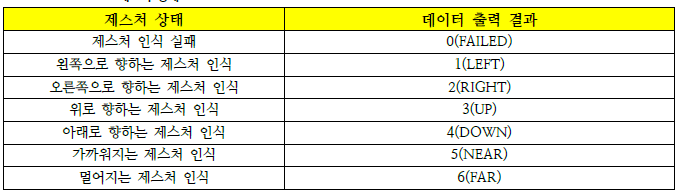 제스처 상태 데이터 출력 결과
제스처 인식 실패 0(FAILED)
왼쪽으로 향하는 제스처 인식 1(LEFT)
오른쪽으로 향하는 제스처 인식 2(RIGHT)
위로 향하는 제스처 인식 3(UP)
아래로 향하는 제스처 인식 4(DOWN)
가까워지는 제스처 인식 5(NEAR)
멀어지는 제스처 인식 6(FAR)